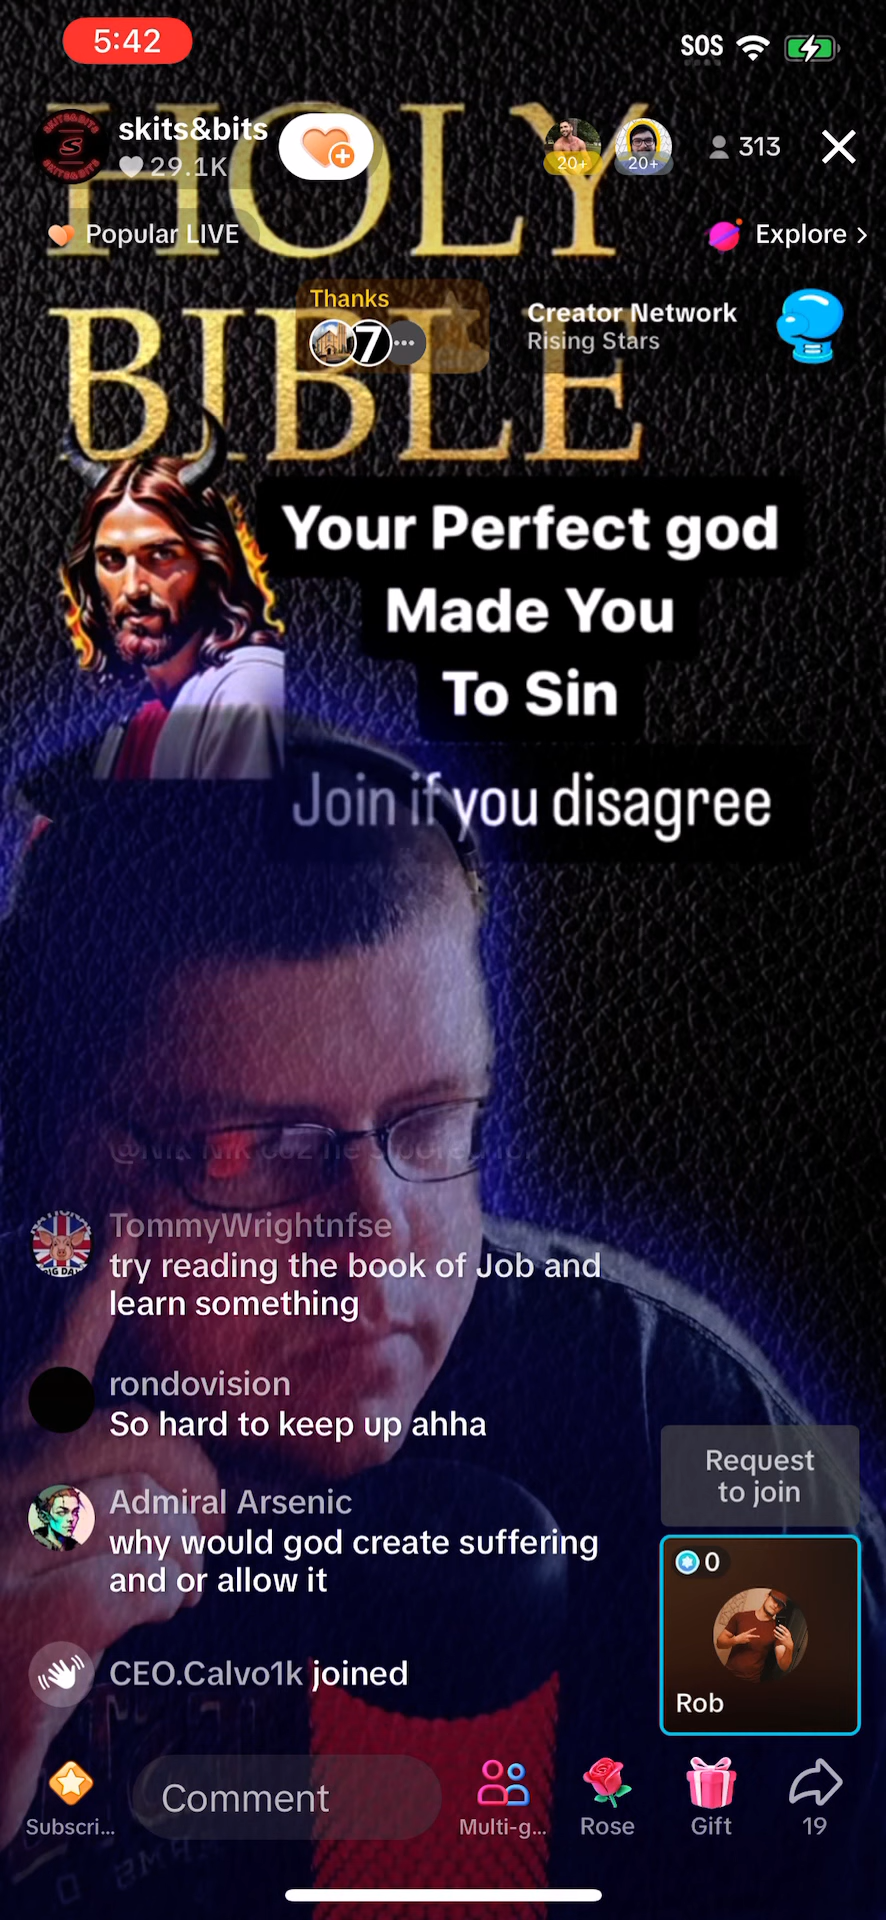 5:42
SOS
skits&bits
29.1K
20+
20+
313
Popular LIVE
Explore
HOLY
BIBLE
Thanks
7
Creator Network
Rising Stars
Your Perfect god
Made You
To Sin
Join if you disagree
TommyWrightnfse
try reading the book of Job and
learn something
rondovision
So hard to keep up ahha
Admiral Arsenic
why would god create suffering
and or allow it
CEO.Calvo1k joined
Request
to join
0
Rob
Subscri...
Comment
Multi-g...
Rose
Gift
19